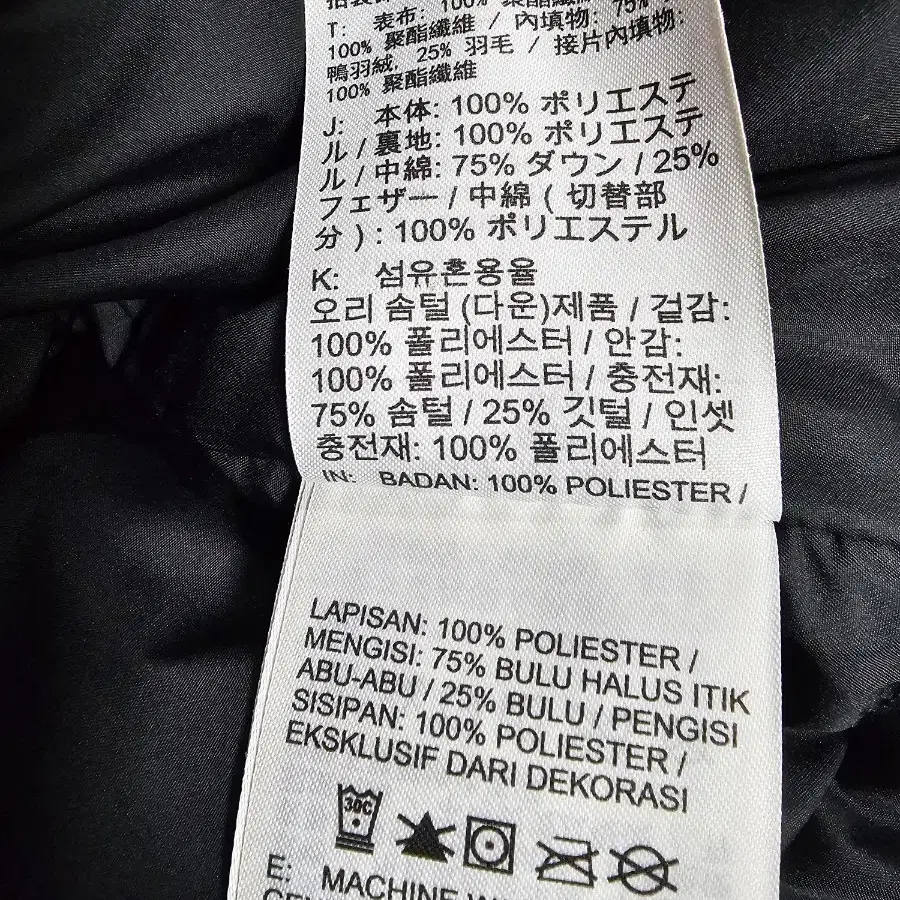 T: 表布: 100% 聚酯纖維
100% 聚酯纖維 / 內填物: 75%
鴨羽絨, 25% 羽毛 / 接片內填物:
100% 聚酯纖維
J: 本体: 100% ポリエステ
ル / 裏地: 100% ポリエステ
ル / 中綿: 75% ダウン / 25%
フェザー / 中綿 ( 切替部
分 ) : 100% ポリエステル
K: 섬유혼용율
오리 솜털 (다운)제품 / 겉감:
100% 폴리에스터 / 안감:
100% 폴리에스터 / 충전재:
75% 솜털 / 25% 깃털 / 인셋
충전재: 100% 폴리에스터
IN: BADAN: 100% POLIESTER /
LAPISAN: 100% POLIESTER /
MENGISI: 75% BULU HALUS ITIK
ABU-ABU / 25% BULU / PENGISI
SISIPAN: 100% POLIESTER /
EKSKLUSIF DARI DEKORASI
30C
E: MACHINE